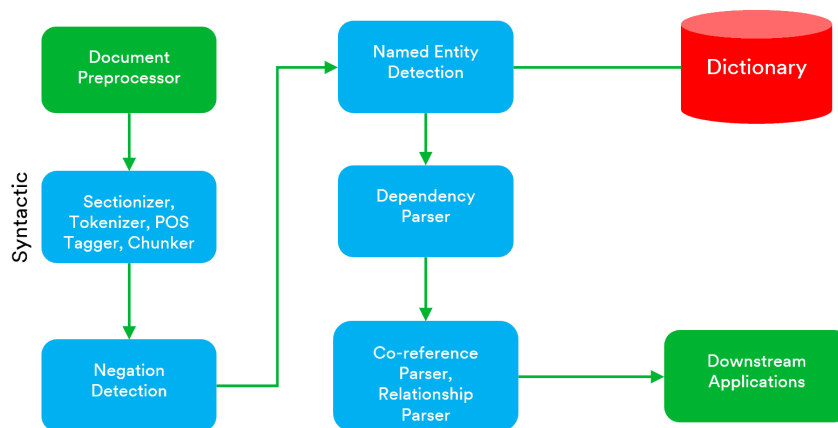 Document
Preprocessor
Syntactic
Sectionizer,
Tokenizer, POS
Tagger, Chunker
Negation
Detection
Named Entity
Detection
Dictionary
Dependency
Parser
Co-reference
Parser,
Relationship
Parser
Downstream
Applications